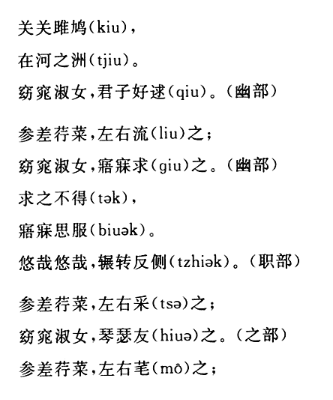 关关雎鸠(kiu),
在河之洲(tjiu)。
窈窕淑女,君子好逑(qiu)。(幽部)
参差荇菜,左右流(liu)之;
窈窕淑女,寤寐求(giu)之。(幽部)
求之不得(tək),
寤寐思服(biuək)。
悠哉悠哉,辗转反侧(tzhiək)。(职部)
参差荇菜,左右采(tsə)之;
窈窕淑女,琴瑟友(hiuə)之。(之部)
参差荇菜,左右芼(mô)之;